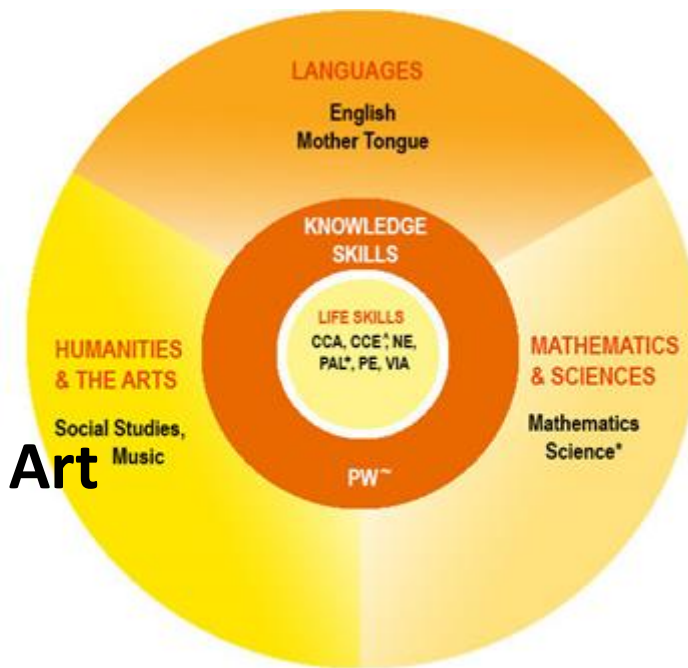 LANGUAGES
English
Mother Tongue
KNOWLEDGE
SKILLS
LIFE SKILLS
CCA, CCE^, NE,
PAL*, PE, VIA
PW~
HUMANITIES
& THE ARTS
Social Studies,
Art Music
MATHEMATICS
& SCIENCES
Mathematics
Science*